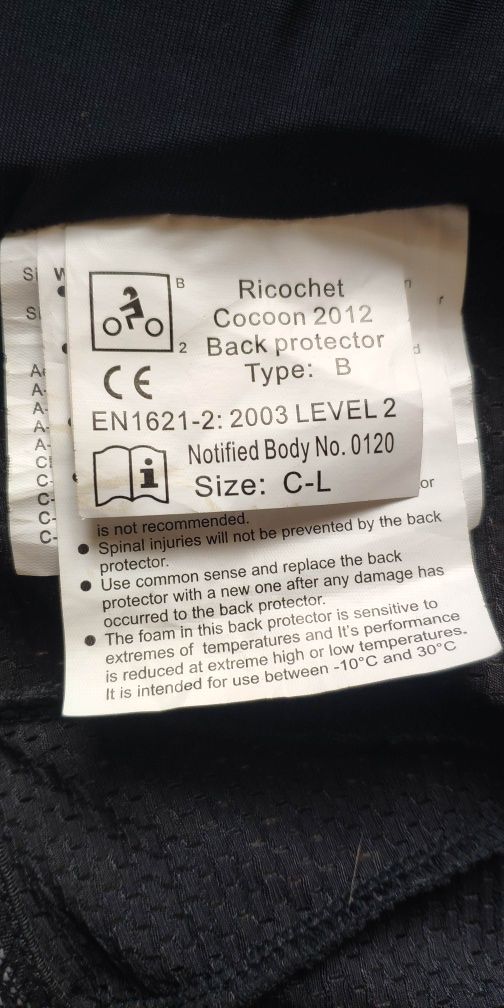 B
2
Ricochet
Cocoon 2012
Back protector
Type: B
CE
EN1621-2: 2003 LEVEL 2
i
Notified Body No. 0120
Size: C-L
or
is not recommended.
● Spinal injuries will not be prevented by the back
protector.
● Use common sense and replace the back
protector with a new one after any damage has
occurred to the back protector.
● The foam in this back protector is sensitive to
extremes of temperatures and It's performance
is reduced at extreme high or low temperatures.
It is intended for use between -10°C and 30°C